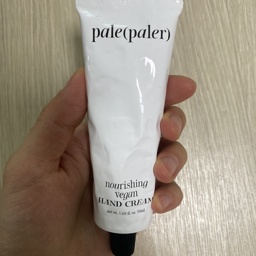 pale(paler)
nourishing
vegan
HAND CREAM